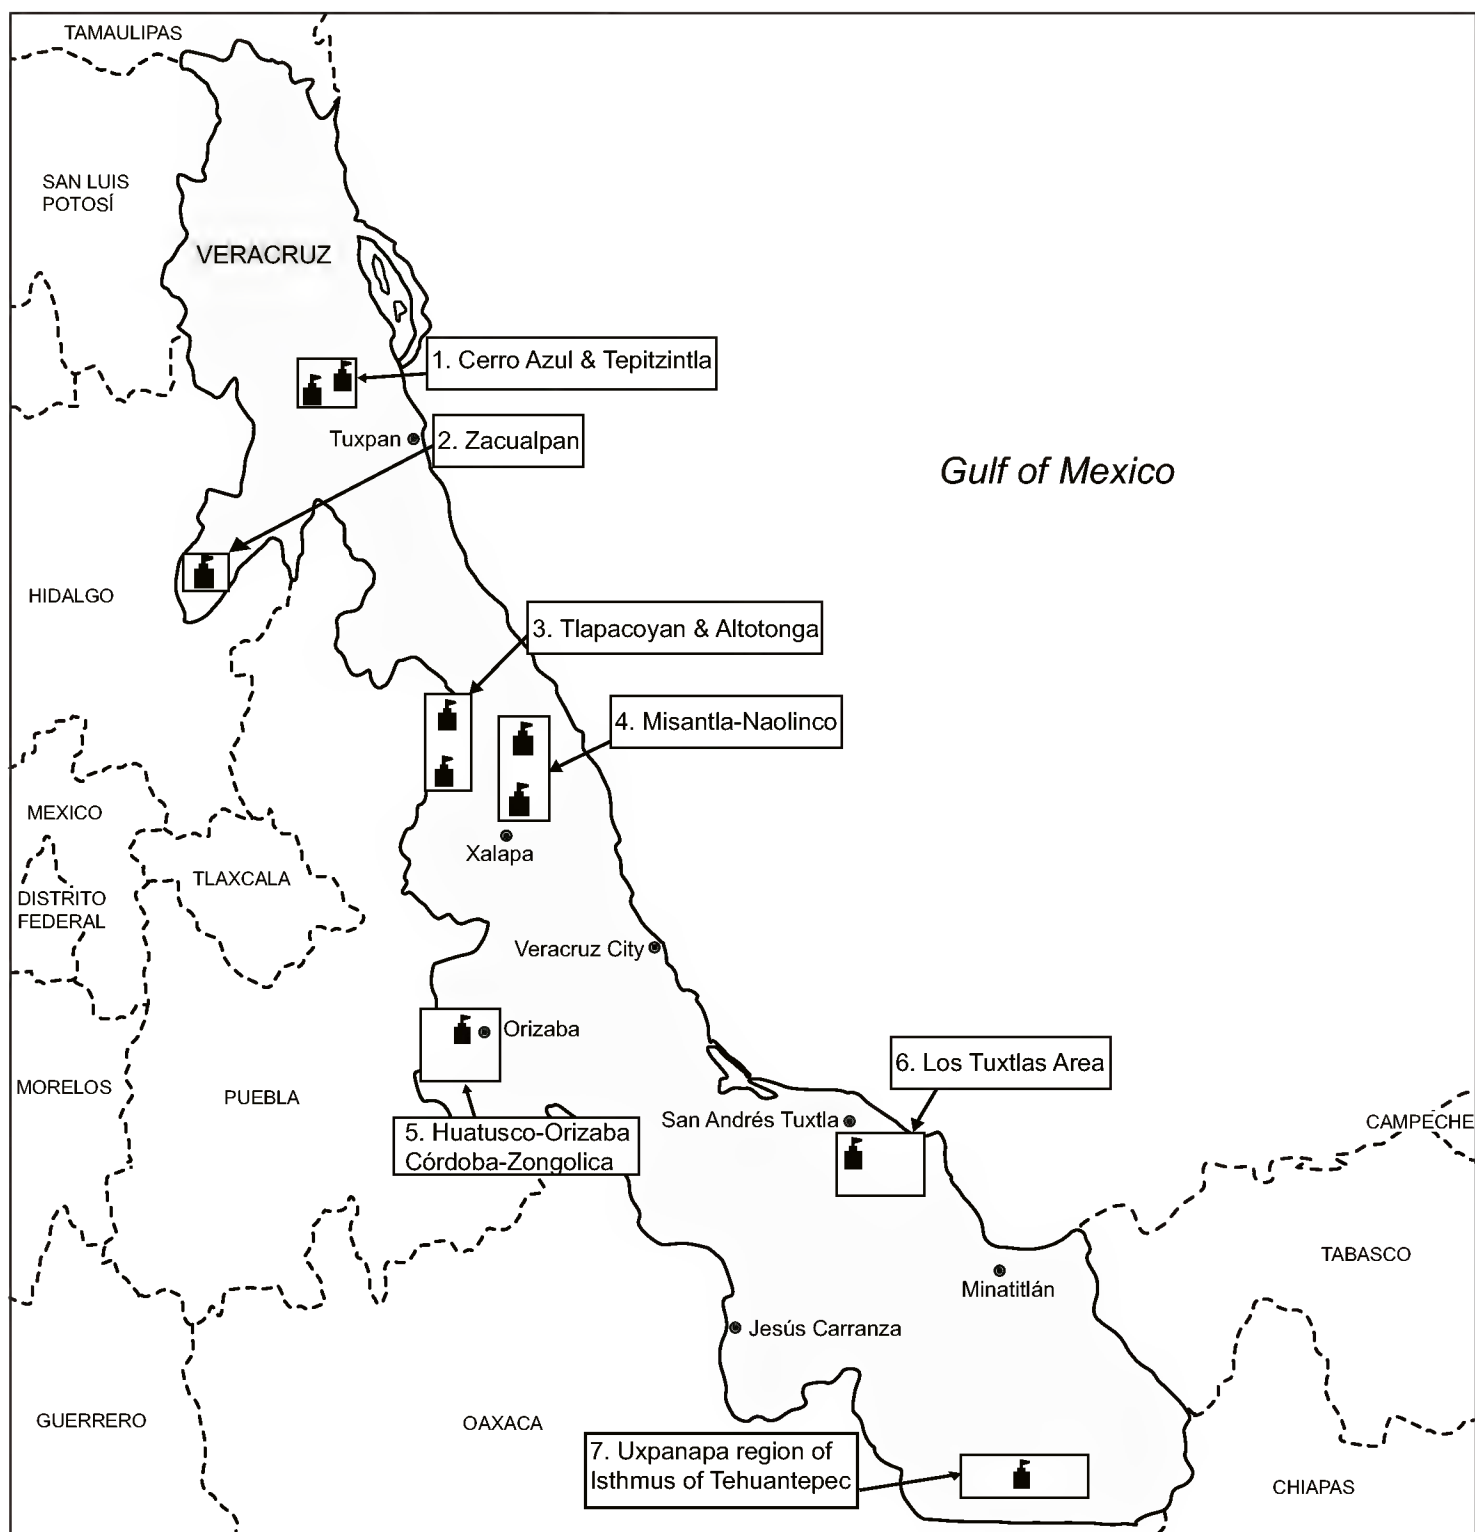 TAMAULIPAS
SAN LUIS
POTOSÍ
VERACRUZ
1. Cerro Azul & Tepitzintla
Tuxpan
2. Zacualpan
Gulf of Mexico
HIDALGO
3. Tlapacoyan & Altotonga
4. Misantla-Naolinco
MEXICO
Xalapa
TLAXCALA
DISTRITO
FEDERAL
Veracruz City
Orizaba
6. Los Tuxtlas Area
MORELOS
PUEBLA
San Andrés Tuxtla
CAMPECHE
5. Huatusco-Orizaba
Córdoba-Zongolica
TABASCO
Minatitlán
Jesús Carranza
GUERRERO
OAXACA
7. Uxpanapa region of
Isthmus of Tehuantepec
CHIAPAS